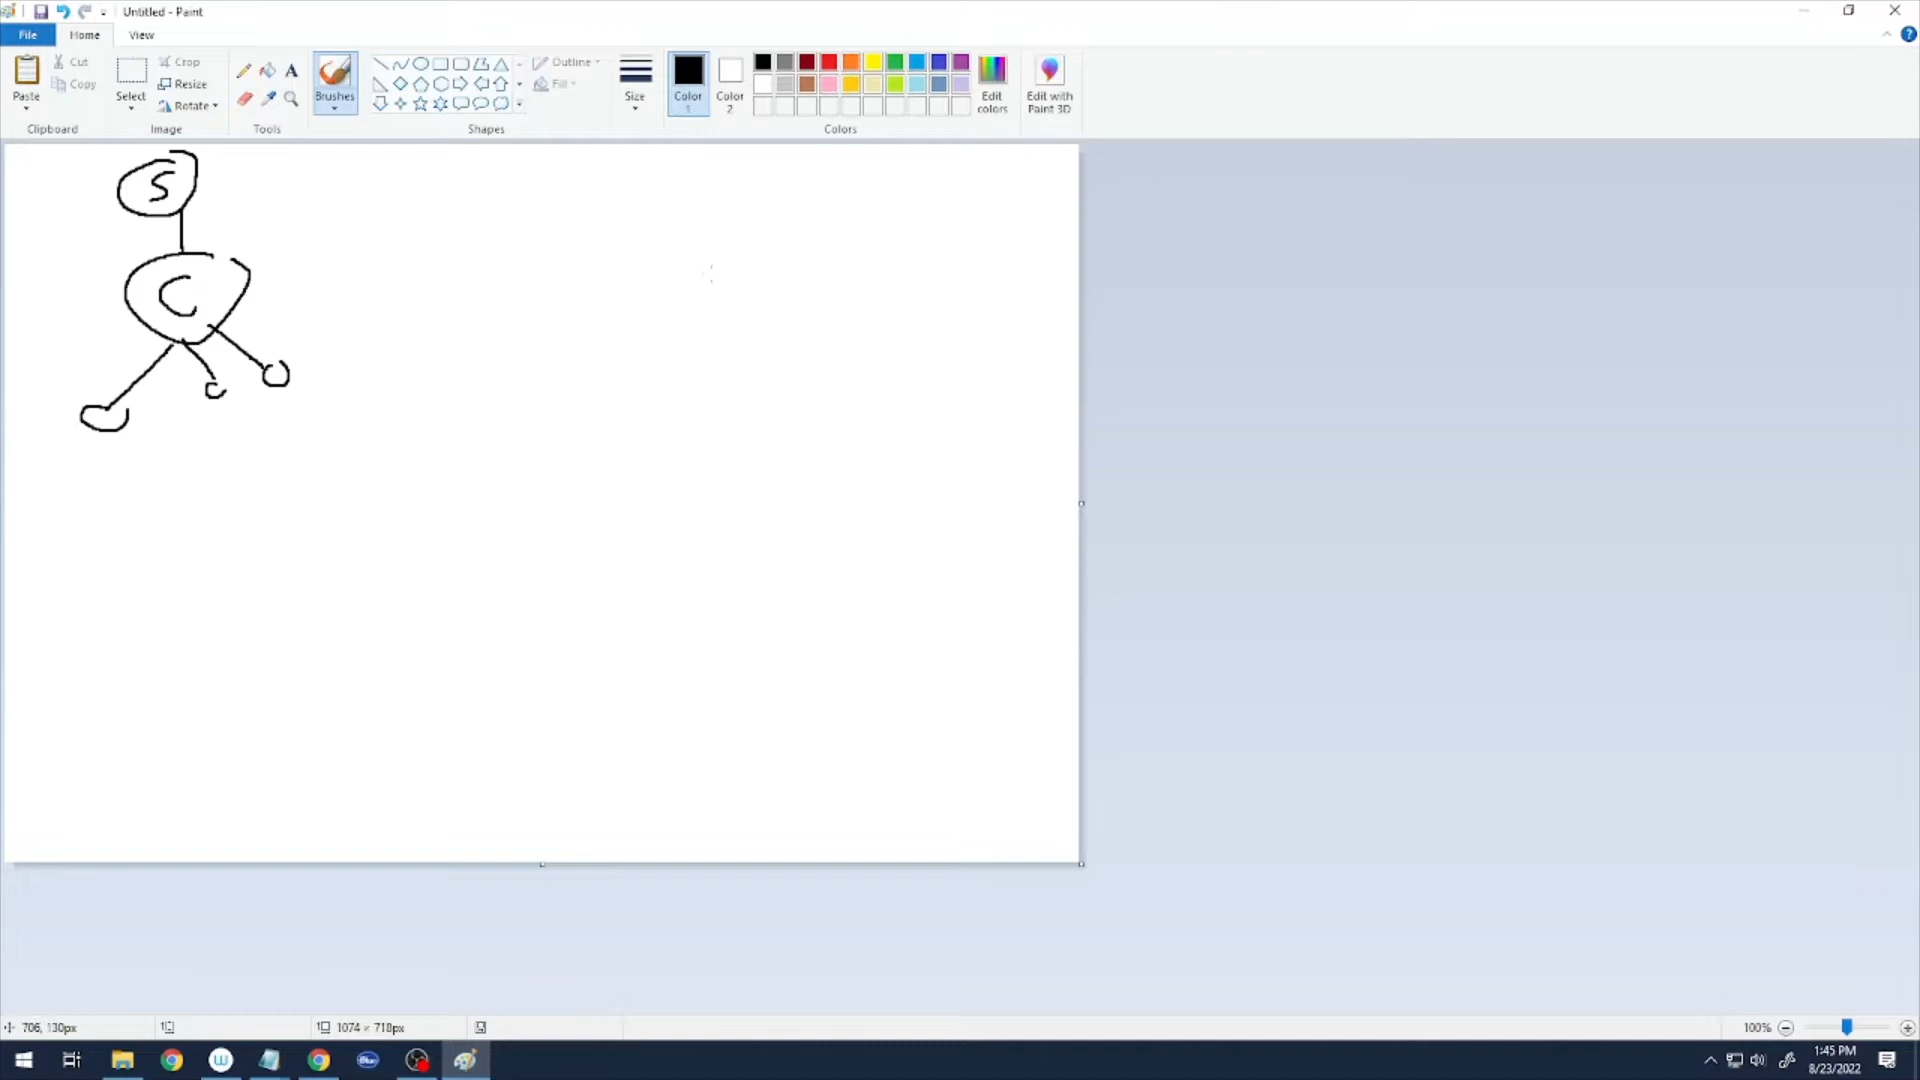 Untitled - Paint
File Home View
Paste
Cut
Copy
Clipboard
Select
Crop
Resize
Rotate
Image
A
Tools
Brushes
Outline
Fill
Shapes
Size
Color 1
Color 2
Edit colors
Colors
Edit with Paint 3D
S
C
706, 130px
1074 × 718px
100%
1:45 PM
8/23/2022